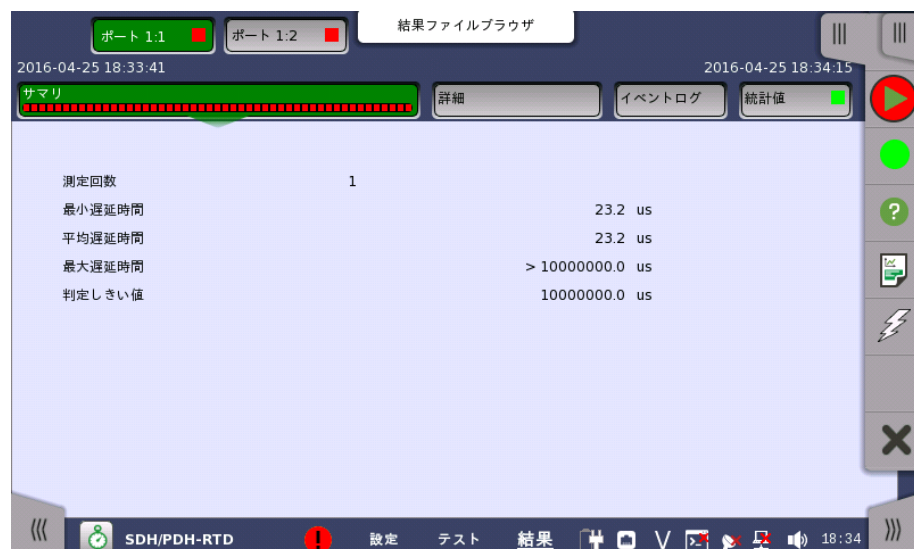 結果ファイルブラウザ
ポート 1:1
ポート 1:2
2016-04-25 18:33:41
2016-04-25 18:34:15
サマリ
詳細
イベントログ
統計値
測定回数 1
最小遅延時間 23.2 us
平均遅延時間 23.2 us
最大遅延時間 > 10000000.0 us
判定しきい値 10000000.0 us
SDH/PDH-RTD
設定
テスト
結果
18:34